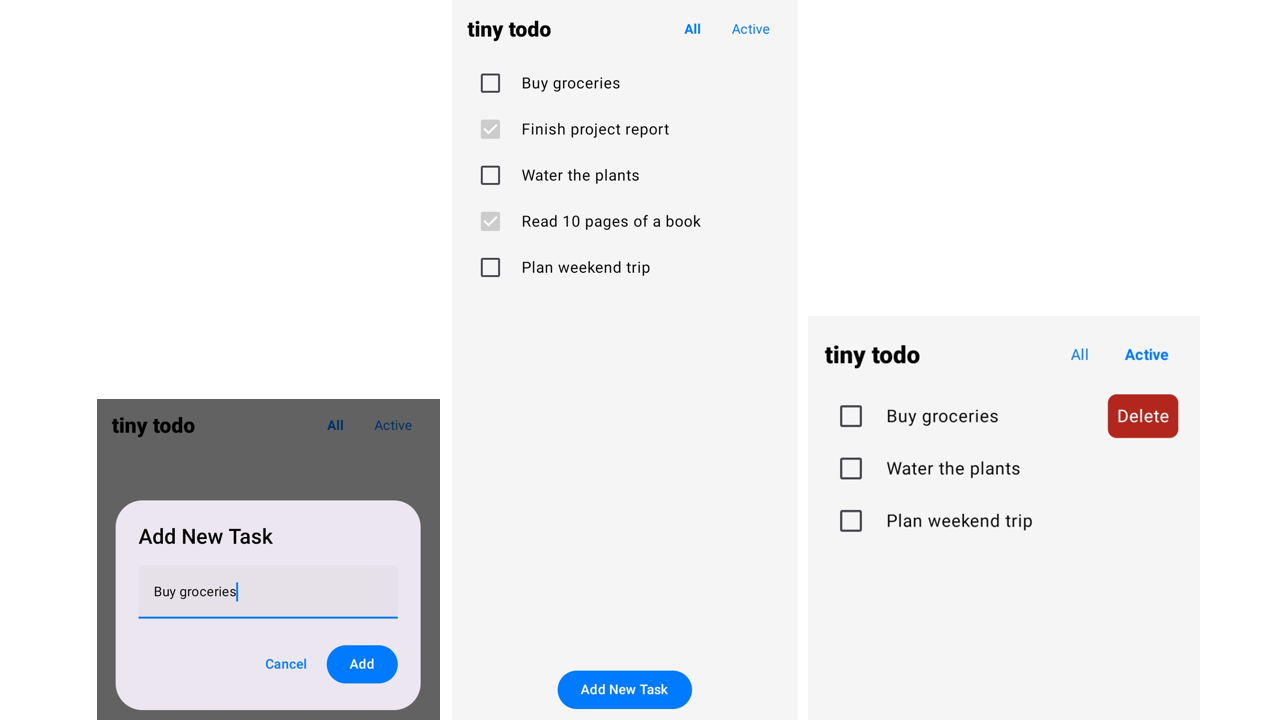 tiny todo All Active
Add New Task
Buy groceries
Cancel Add
tiny todo All Active
Buy groceries
Finish project report
Water the plants
Read 10 pages of a book
Plan weekend trip
Add New Task
tiny todo All Active
Buy groceries Delete
Water the plants
Plan weekend trip